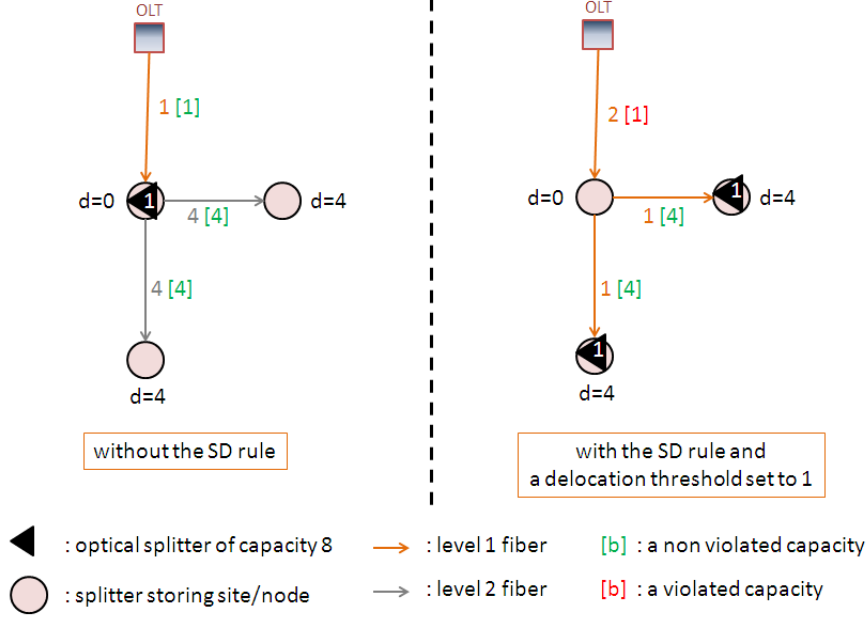 OLT
1 [1]
d=0
1
4 [4]
d=4
4 [4]
d=4
without the SD rule
OLT
2 [1]
d=0
1
1 [4]
d=4
1 [4]
1
d=4
with the SD rule and
a delocation threshold set to 1
: optical splitter of capacity 8
: level 1 fiber
[b] : a non violated capacity
: splitter storing site/node
: level 2 fiber
[b] : a violated capacity